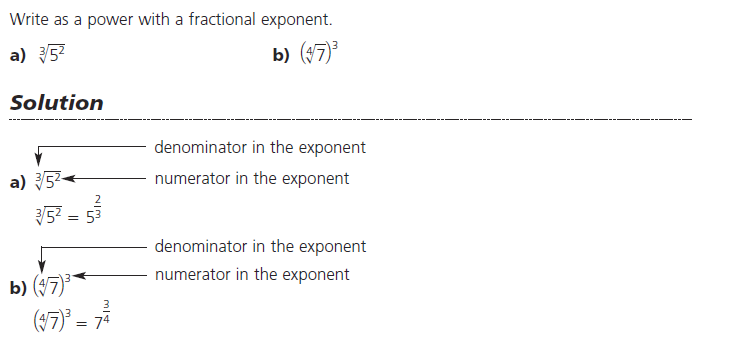 Write as a power with a fractional exponent.
a) ∛5² b) (∜7)³
Solution
denominator in the exponent
a) ∛5² numerator in the exponent
∛5² = 5^(2/3)
denominator in the exponent
b) (∜7)³ numerator in the exponent
(∜7)³ = 7^(3/4)